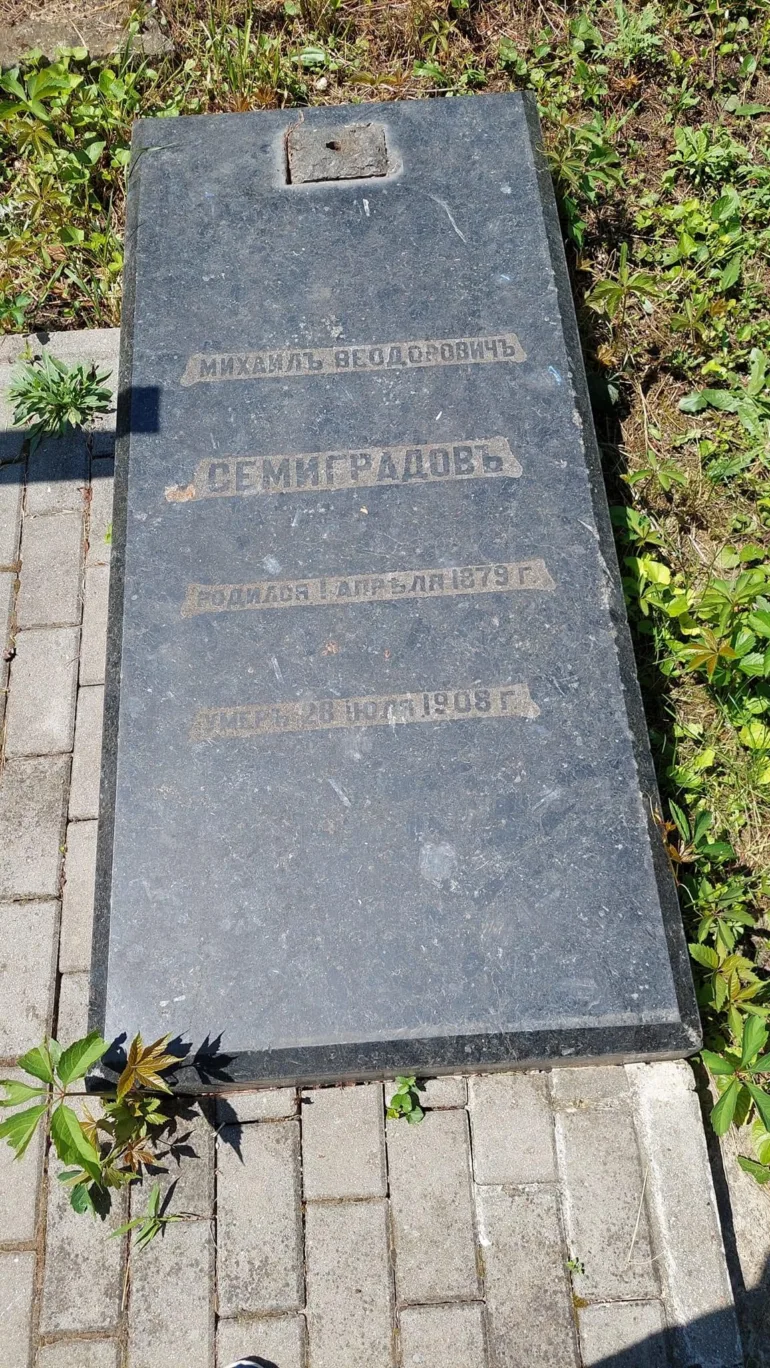 МИХАИЛЪ ѲЕОДОРОВИЧЪ
СЕМИГРАДОВЪ
РОДИЛСЯ 1 АПРѢЛЯ 1879 Г.
УМЕРЪ 28 ІЮЛЯ 1908 Г.